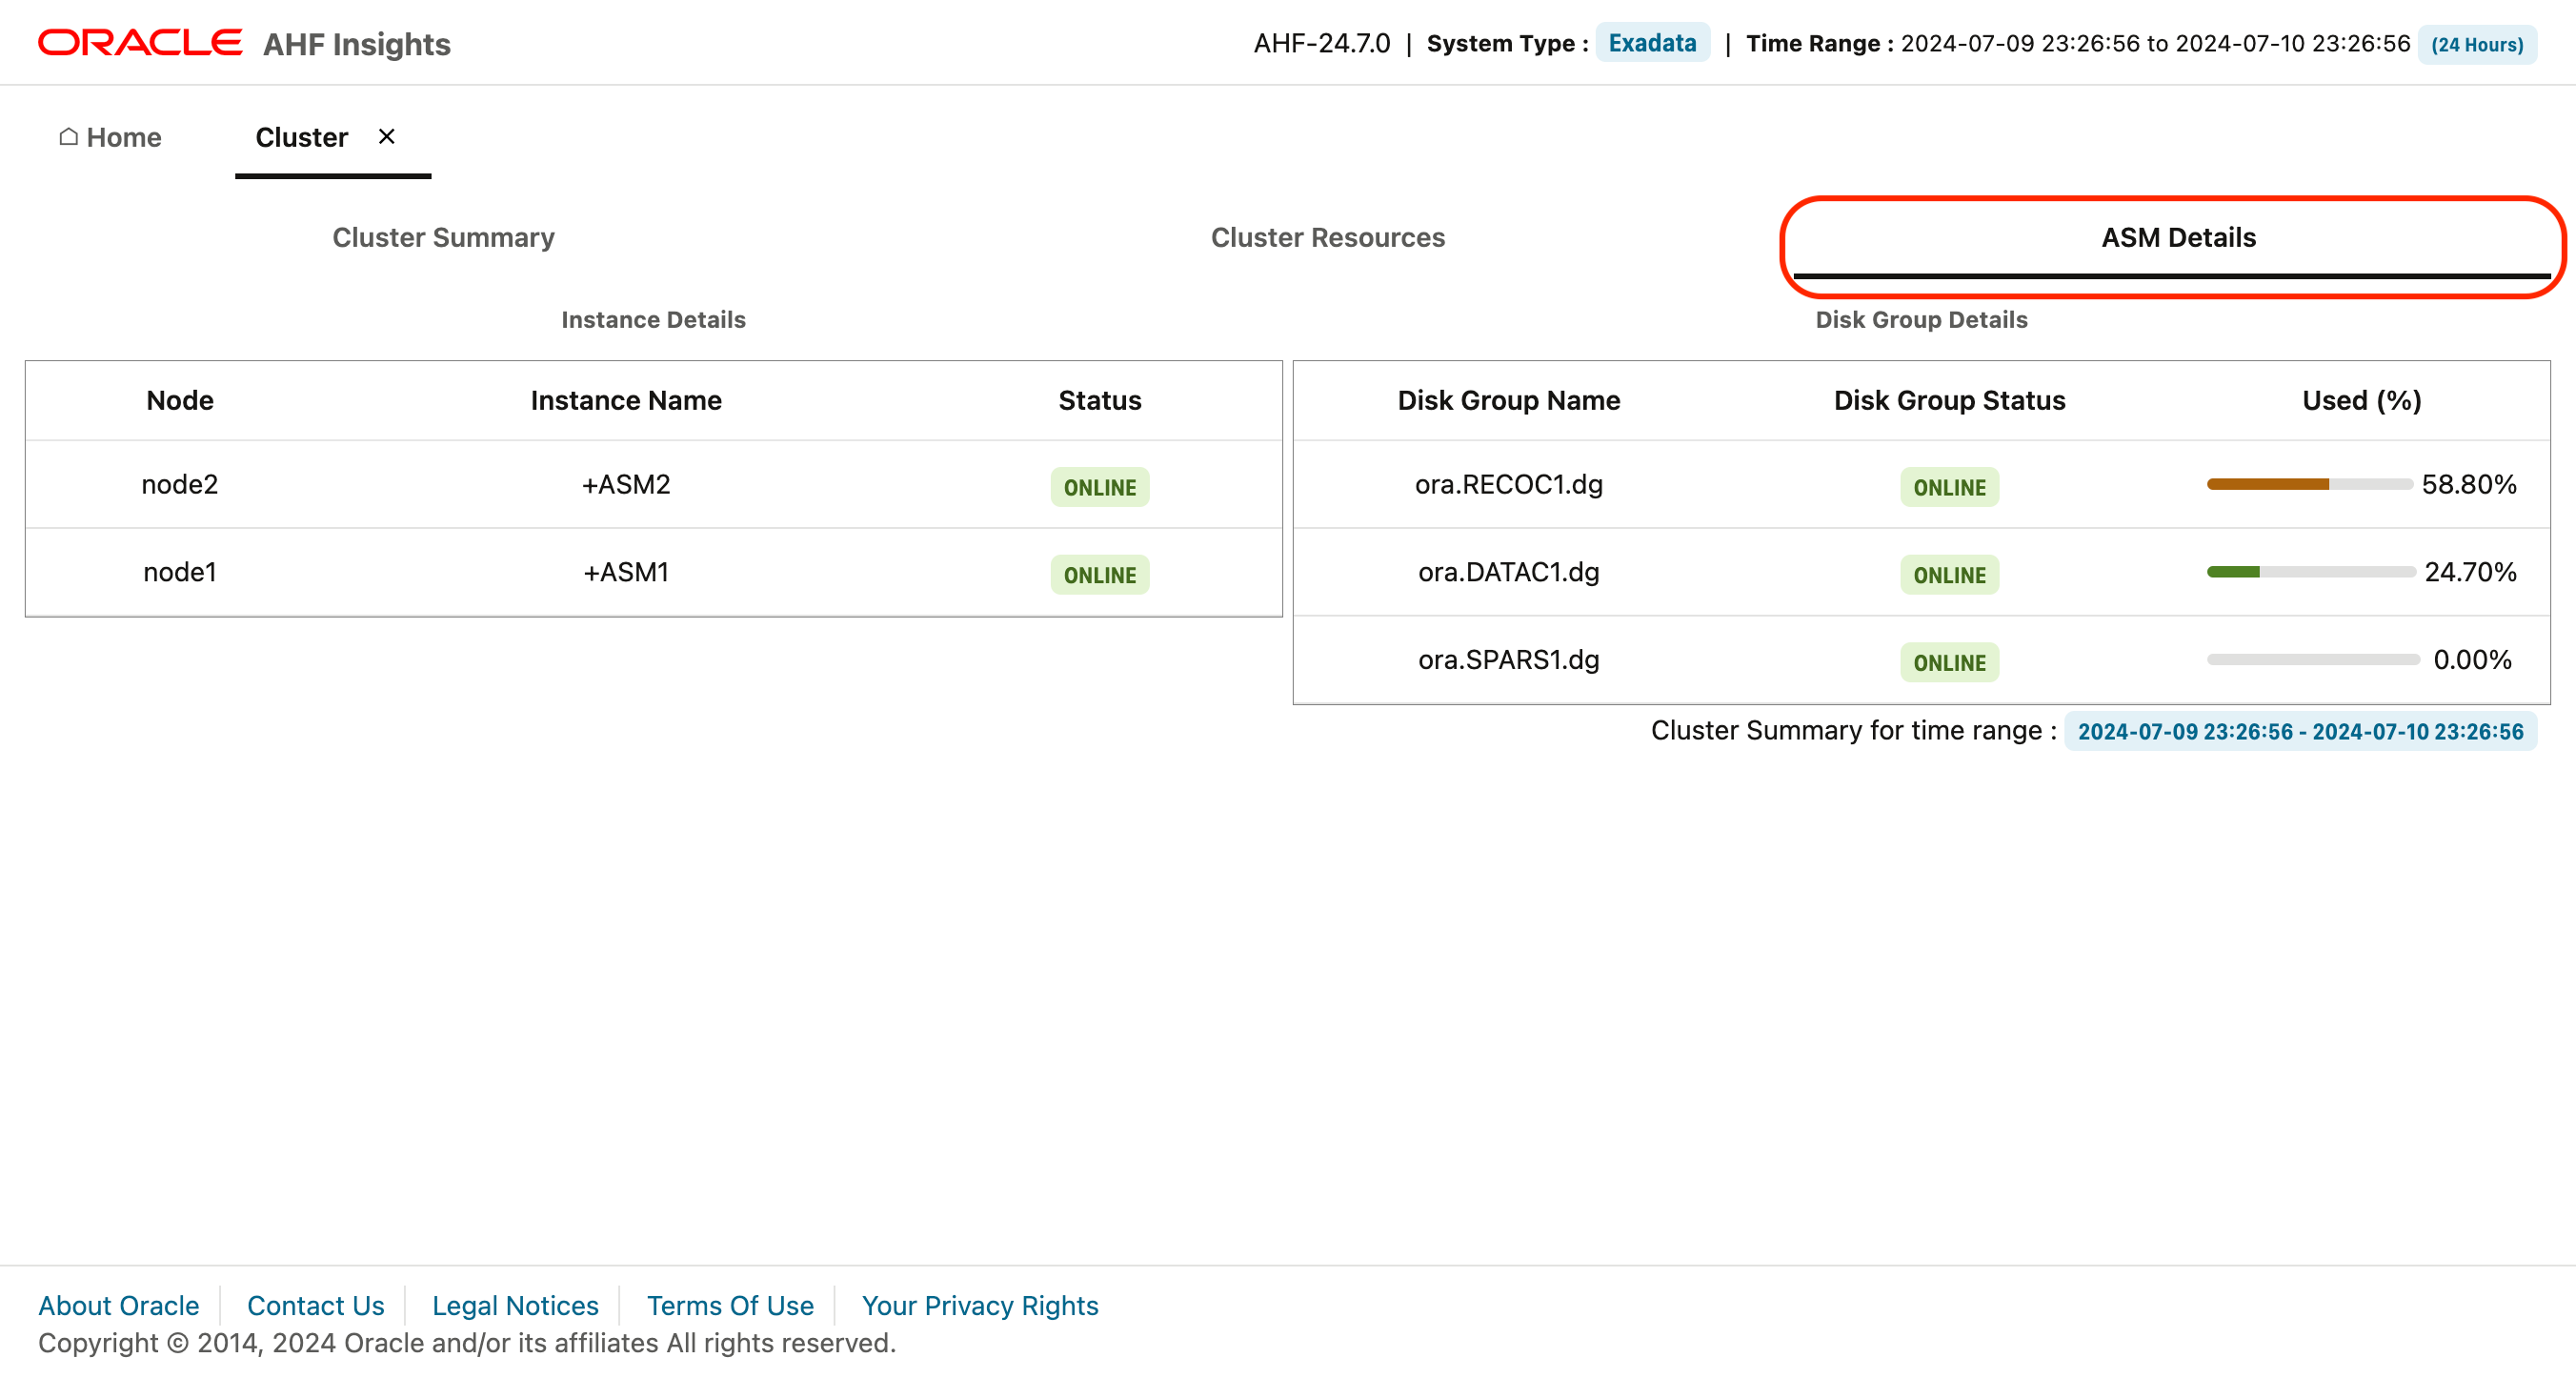 ORACLE AHF Insights
AHF-24.7.0 | System Type : Exadata | Time Range : 2024-07-09 23:26:56 to 2024-07-10 23:26:56 (24 Hours)
Home Cluster ×
Cluster Summary Cluster Resources ASM Details
Instance Details Disk Group Details
Node Instance Name Status
node2 +ASM2 ONLINE
node1 +ASM1 ONLINE
Disk Group Name Disk Group Status Used (%)
ora.RECOC1.dg ONLINE 58.80%
ora.DATAC1.dg ONLINE 24.70%
ora.SPARS1.dg ONLINE 0.00%
Cluster Summary for time range : 2024-07-09 23:26:56 - 2024-07-10 23:26:56
About Oracle Contact Us Legal Notices Terms Of Use Your Privacy Rights
Copyright © 2014, 2024 Oracle and/or its affiliates All rights reserved.